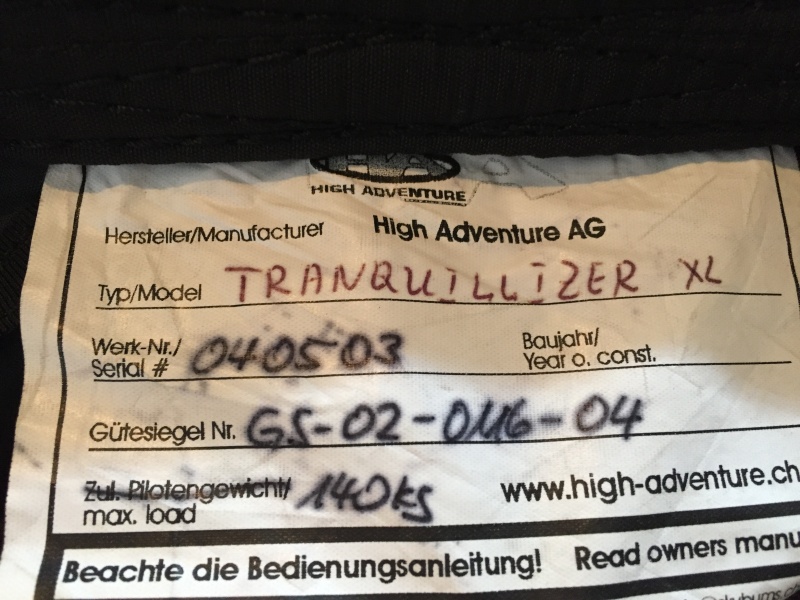 HIGH ADVENTURE
Hersteller/Manufacturer High Adventure AG
Typ/Model TRANQUILLIZER XL
Werk-Nr./
Serial # 040503
Baujahr/
Year o. const.
Gütesiegel Nr. GS-02-0116-04
Zul. Pilotengewicht/ 140kg
max. load
www.high-adventure.ch
Beachte die Bedienungsanleitung! Read owners manu